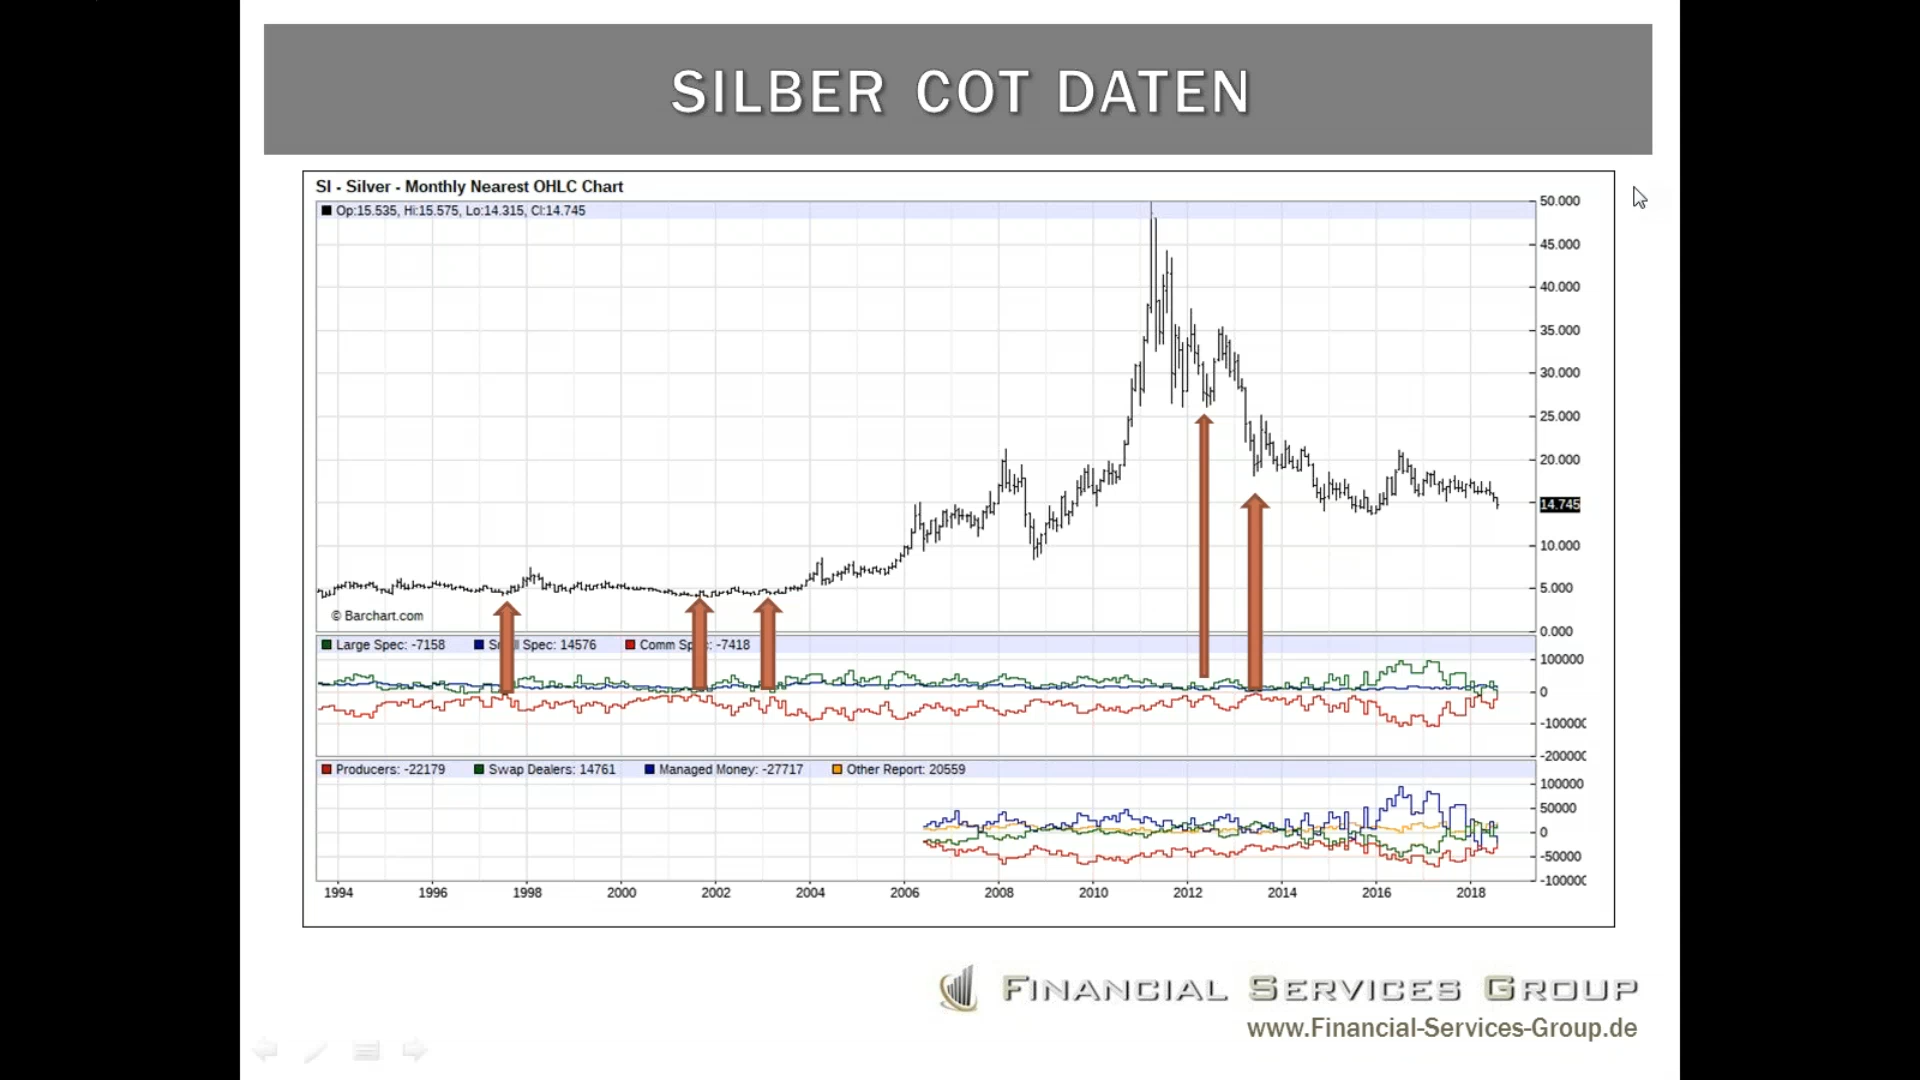 SILBER COT DATEN
SI - Silver - Monthly Nearest OHLC Chart
Op:15.535, Hi:15.575, Lo:14.315, Cl:14.745
50.000
45.000
40.000
35.000
30.000
25.000
20.000
14.745
10.000
5.000
0.000
© Barchart.com
Large Spec: -7158 Spec: 14576 Comm -7418
100000
0
-100000
-200000
Producers: -22179 Swap Dealers: 14761 Managed Money: -27717 Other Report: 20559
100000
50000
0
-50000
-100000
1994 1996 1998 2000 2002 2004 2006 2008 2010 2012 2014 2016 2018
FINANCIAL SERVICES GROUP
www.Financial-Services-Group.de